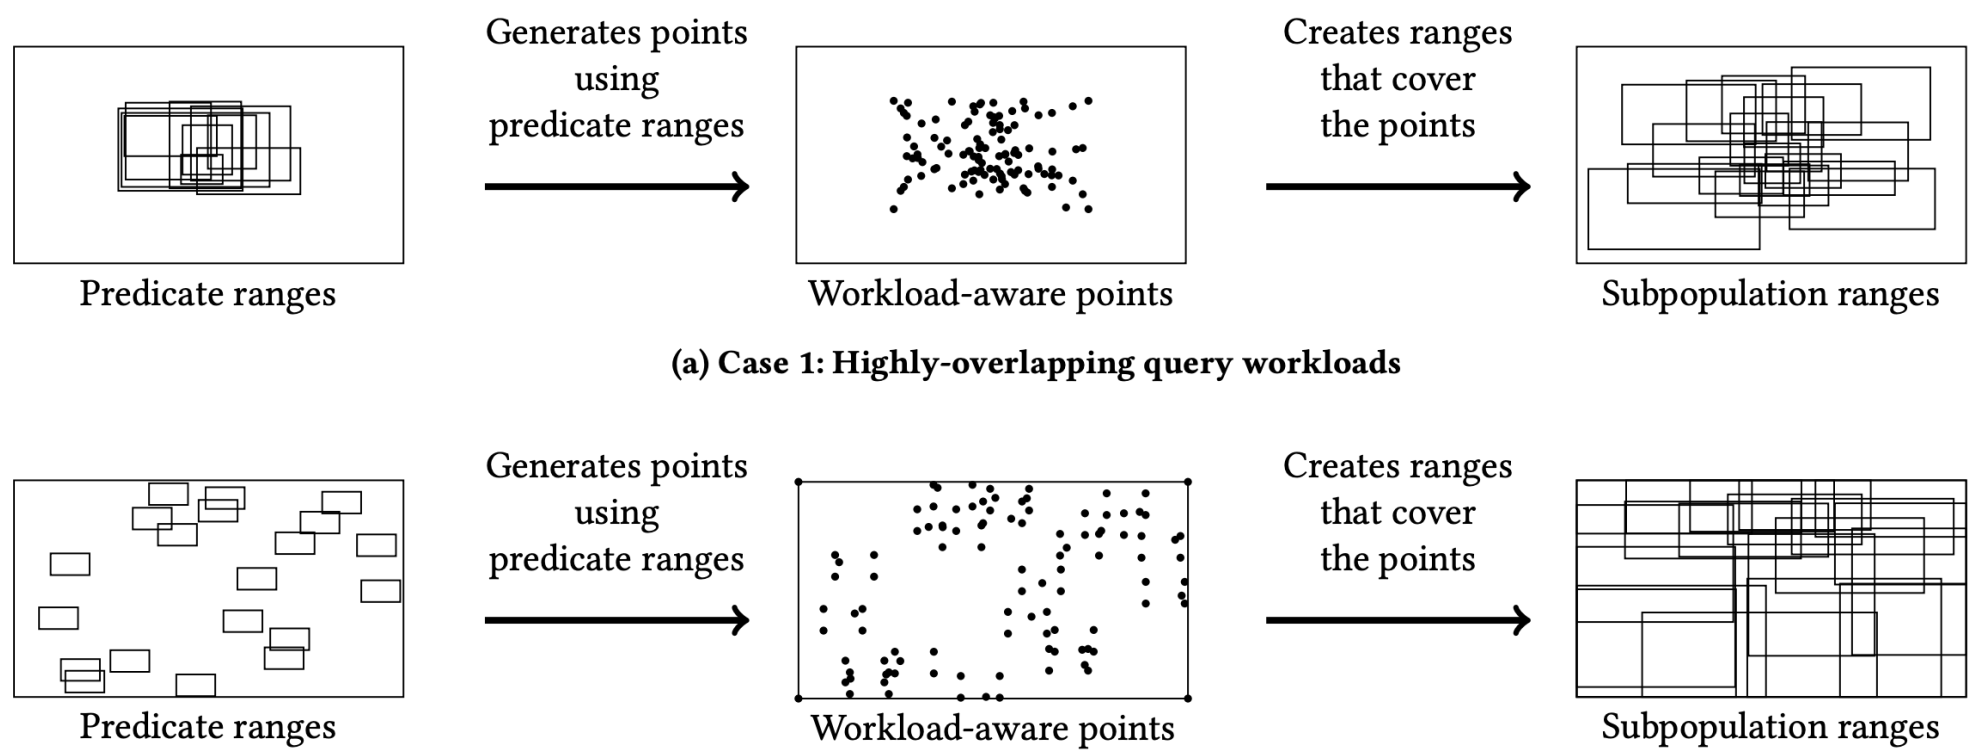 Generates points
using
predicate ranges
Creates ranges
that cover
the points
Predicate ranges
Workload-aware points
Subpopulation ranges
(a) Case 1: Highly-overlapping query workloads
Generates points
using
predicate ranges
Creates ranges
that cover
the points
Predicate ranges
Workload-aware points
Subpopulation ranges